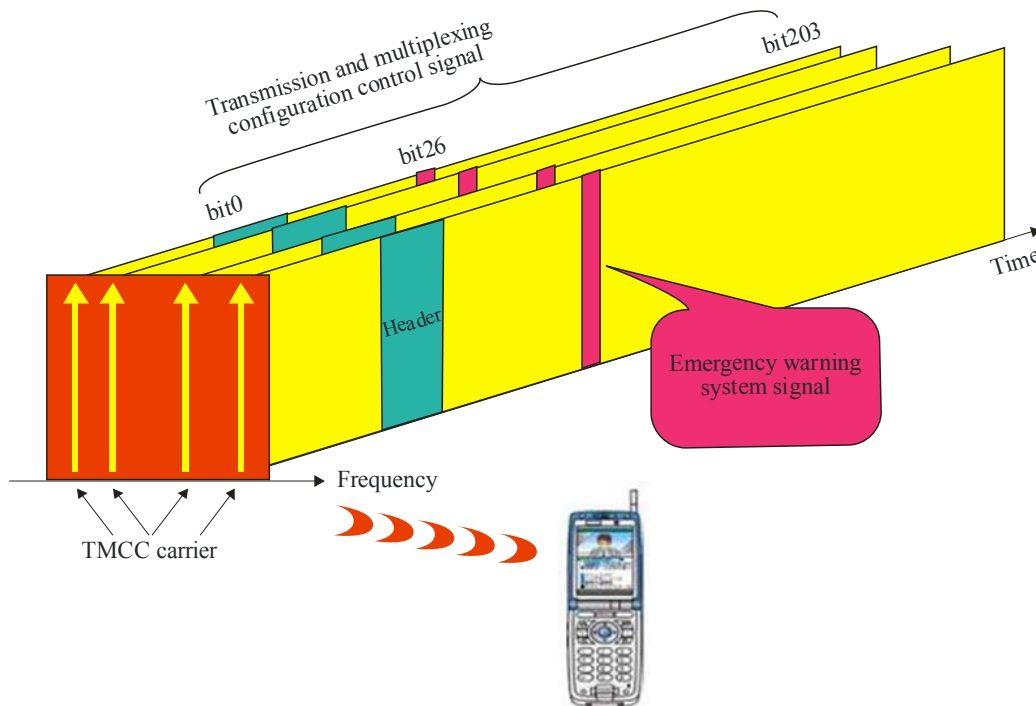 Transmission and multiplexing
configuration control signal
bit203
bit26
bit0
Time
Header
Emergency warning
system signal
Frequency
TMCC carrier